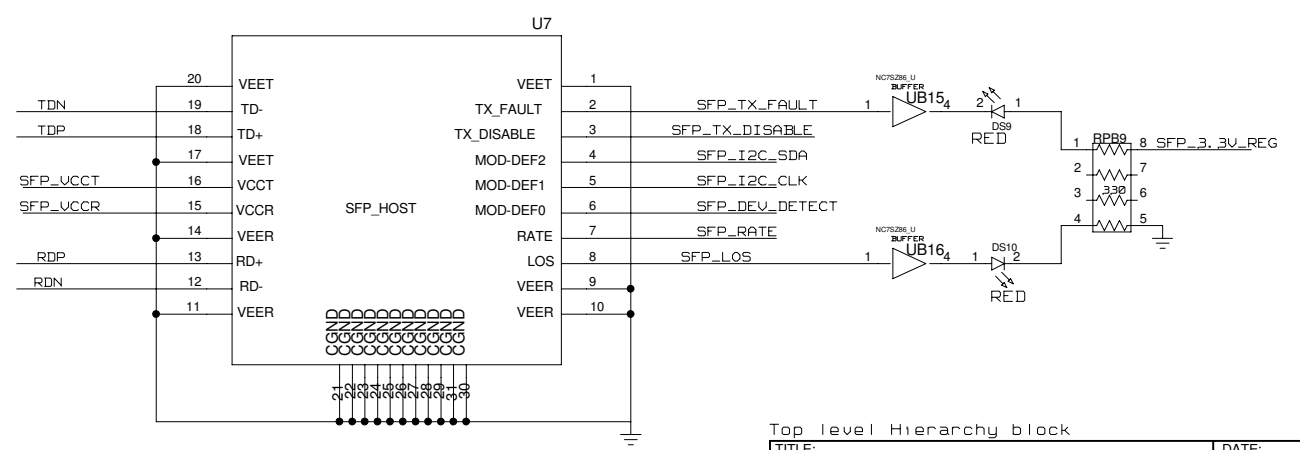 U7
20 VEET VEET 1
TDN 19 TD- TX_FAULT 2 SFP_TX_FAULT 1 NC7SZ86_U BUFFER UB15 4 2 DS9 1 RED
TDP 18 TD+ TX_DISABLE 3 SFP_TX_DISABLE
17 VEET MOD-DEF2 4 SFP_I2C_SDA
SFP_VCCT 16 VCCT MOD-DEF1 5 SFP_I2C_CLK
SFP_VCCR 15 VCCR SFP_HOST MOD-DEF0 6 SFP_DEV_DETECT
14 VEER RATE 7 SFP_RATE
RDP 13 RD+ LOS 8 SFP_LOS 1 NC7SZ86_U BUFFER UB16 4 1 DS10 2 RED
RDN 12 RD- VEER 9
11 VEER VEER 10
1 RPB9 8 SFP_3.3V_REG
2 7
3 330 6
4 5
CGND CGND CGND CGND CGND CGND CGND CGND CGND CGND CGND
21 22 23 24 25 26 27 28 29 31 30
Top level Hierarchy block
TITLE: DATE: